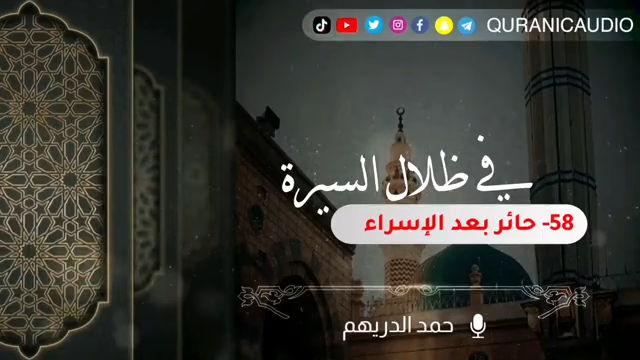 QURANICAUDIO
في ظلال السيرة
58- حائر بعد الإسراء
حمد الدريهم